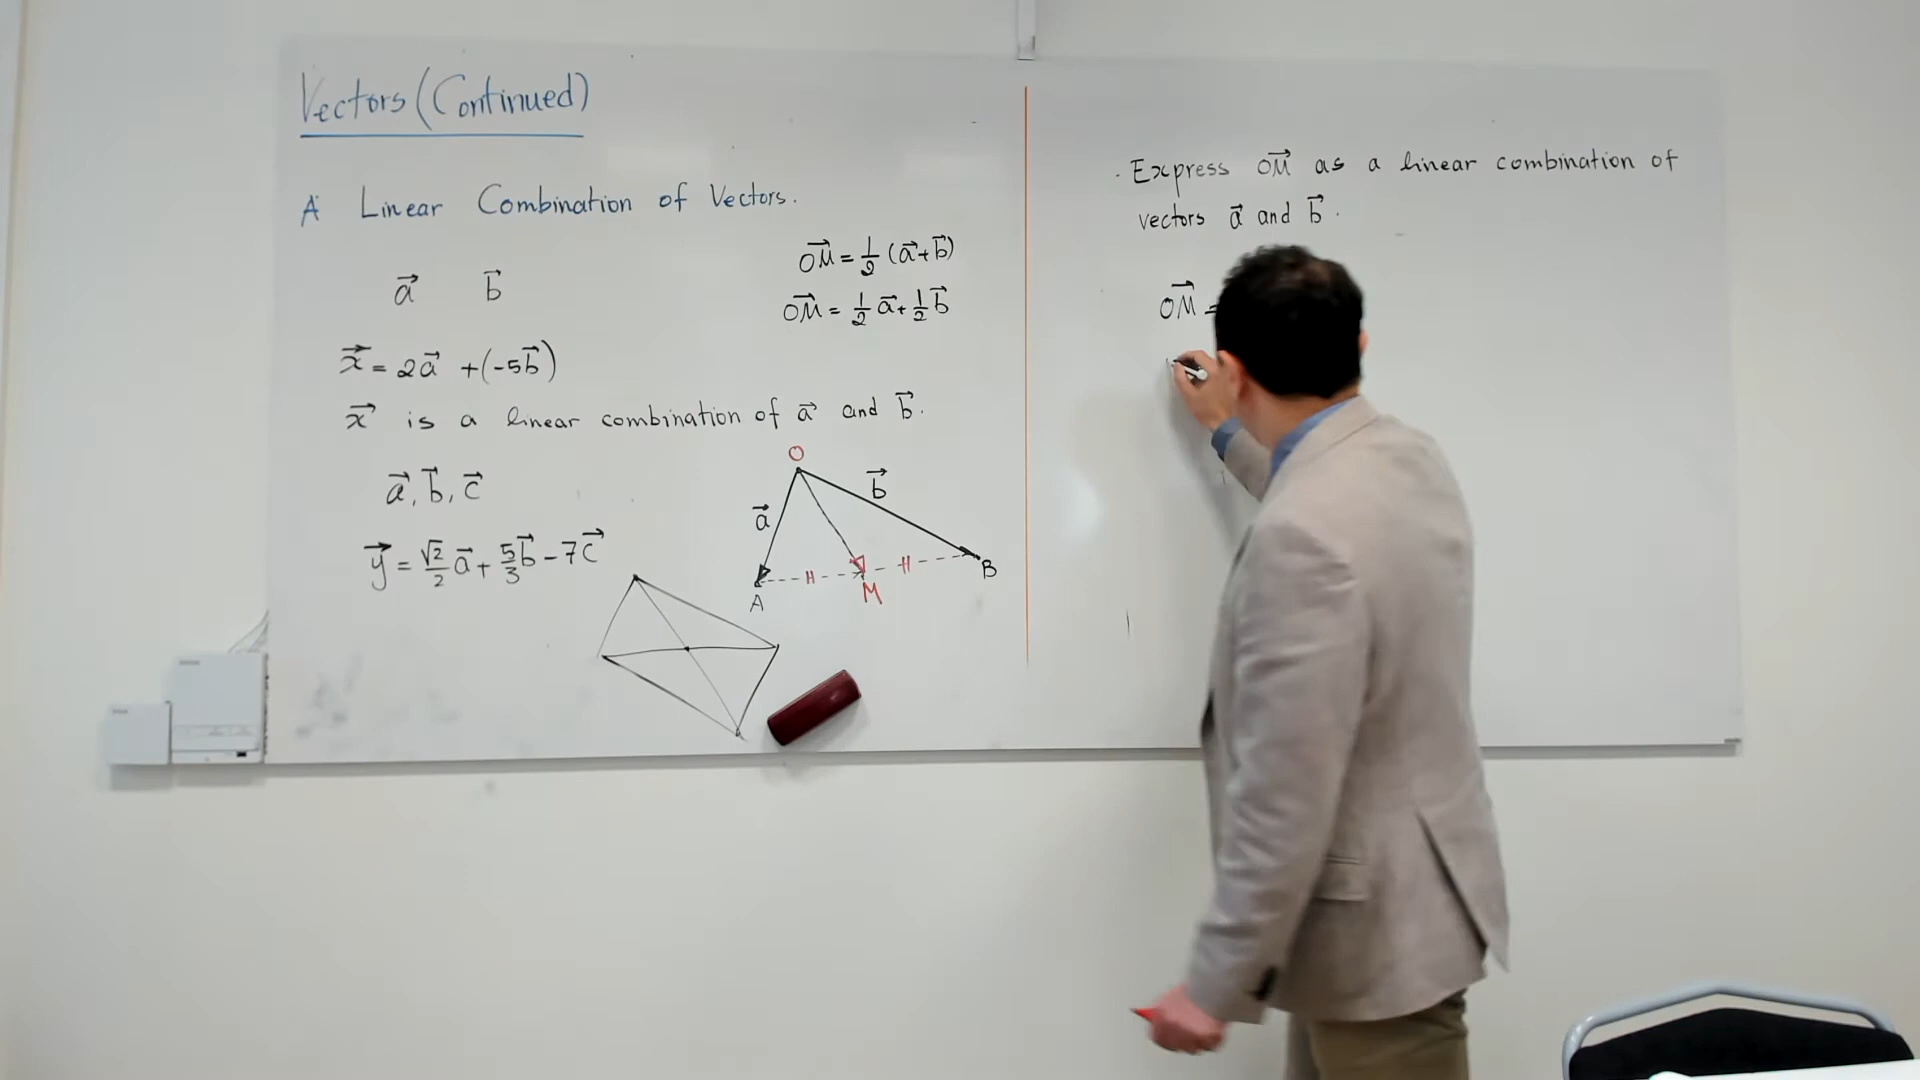 Vectors (Continued)
A Linear Combination of Vectors.
a⃗ b⃗
x⃗ = 2a⃗ + (-5b⃗)
x⃗ is a linear combination of a⃗ and b⃗.
a⃗, b⃗, c⃗
y⃗ = √2/2 a⃗ + 5/3 b⃗ - 7c⃗
OM⃗ = 1/2 (a⃗ + b⃗)
OM⃗ = 1/2 a⃗ + 1/2 b⃗
O
a⃗ b⃗
A M B
. Express OM⃗ as a linear combination of
vectors a⃗ and b⃗.
OM⃗ =